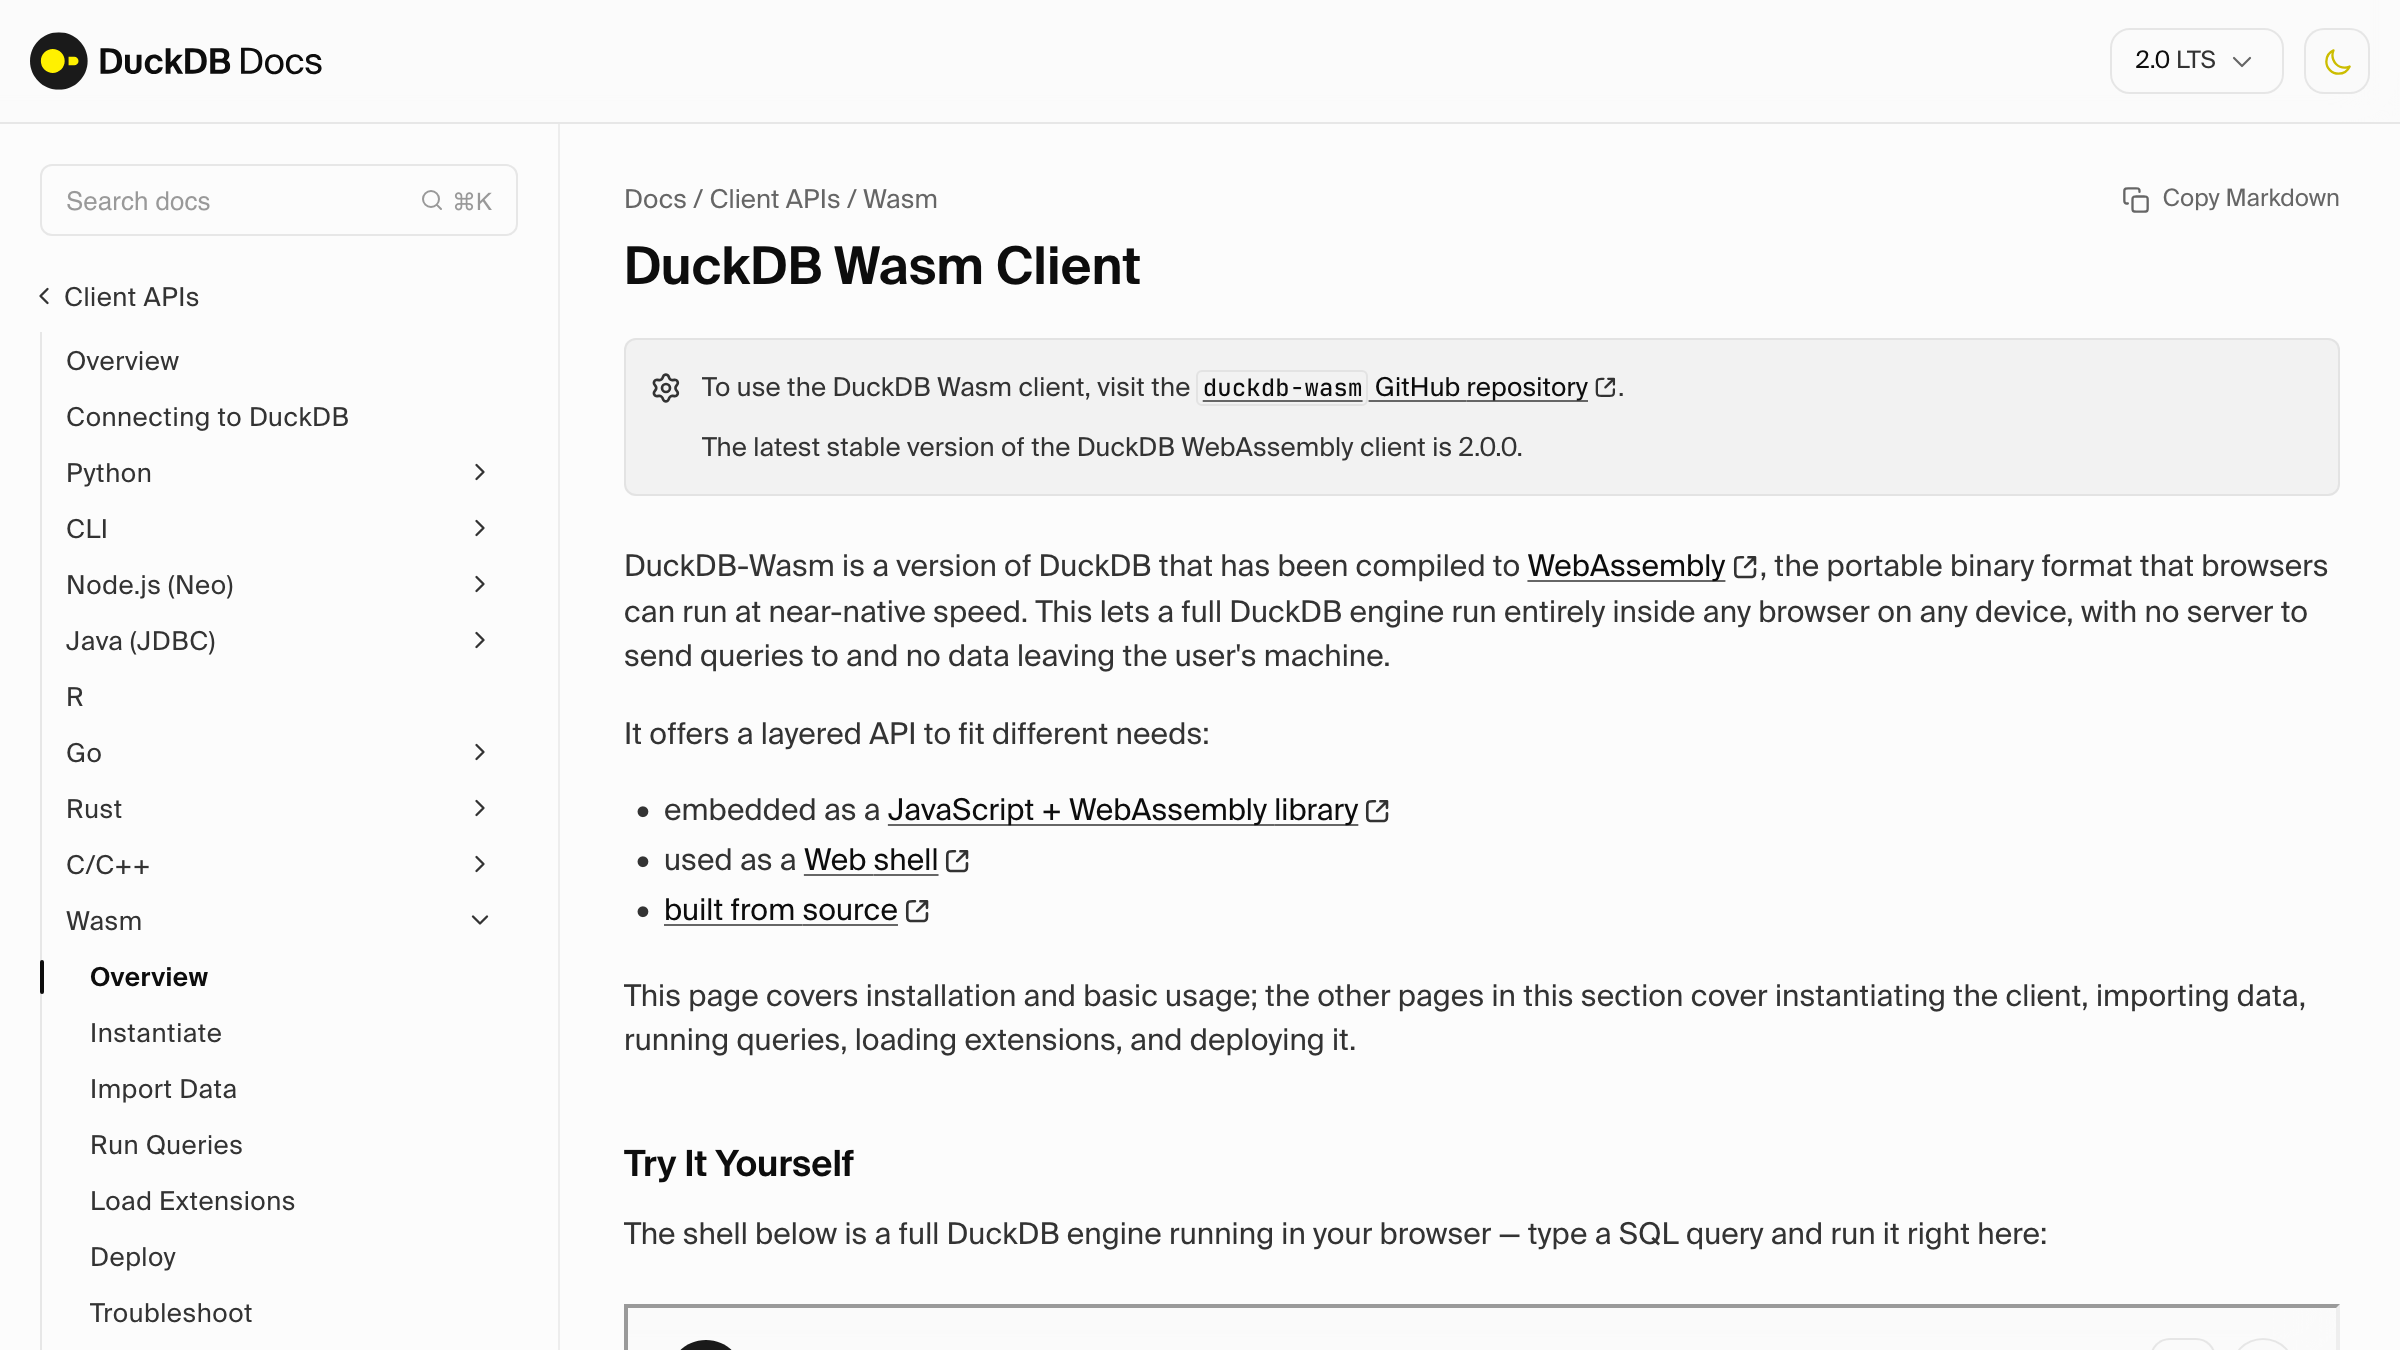 DuckDB Docs
2.0 LTS
Search docs ⌘K
Client APIs
Overview
Connecting to DuckDB
Python
CLI
Node.js (Neo)
Java (JDBC)
R
Go
Rust
C/C++
Wasm
Overview
Instantiate
Import Data
Run Queries
Load Extensions
Deploy
Troubleshoot
Docs / Client APIs / Wasm
Copy Markdown
DuckDB Wasm Client
To use the DuckDB Wasm client, visit the duckdb-wasm GitHub repository.
The latest stable version of the DuckDB WebAssembly client is 2.0.0.
DuckDB-Wasm is a version of DuckDB that has been compiled to WebAssembly, the portable binary format that browsers
can run at near-native speed. This lets a full DuckDB engine run entirely inside any browser on any device, with no server to
send queries to and no data leaving the user's machine.
It offers a layered API to fit different needs:
• embedded as a JavaScript + WebAssembly library
• used as a Web shell
• built from source
This page covers installation and basic usage; the other pages in this section cover instantiating the client, importing data,
running queries, loading extensions, and deploying it.
Try It Yourself
The shell below is a full DuckDB engine running in your browser — type a SQL query and run it right here: